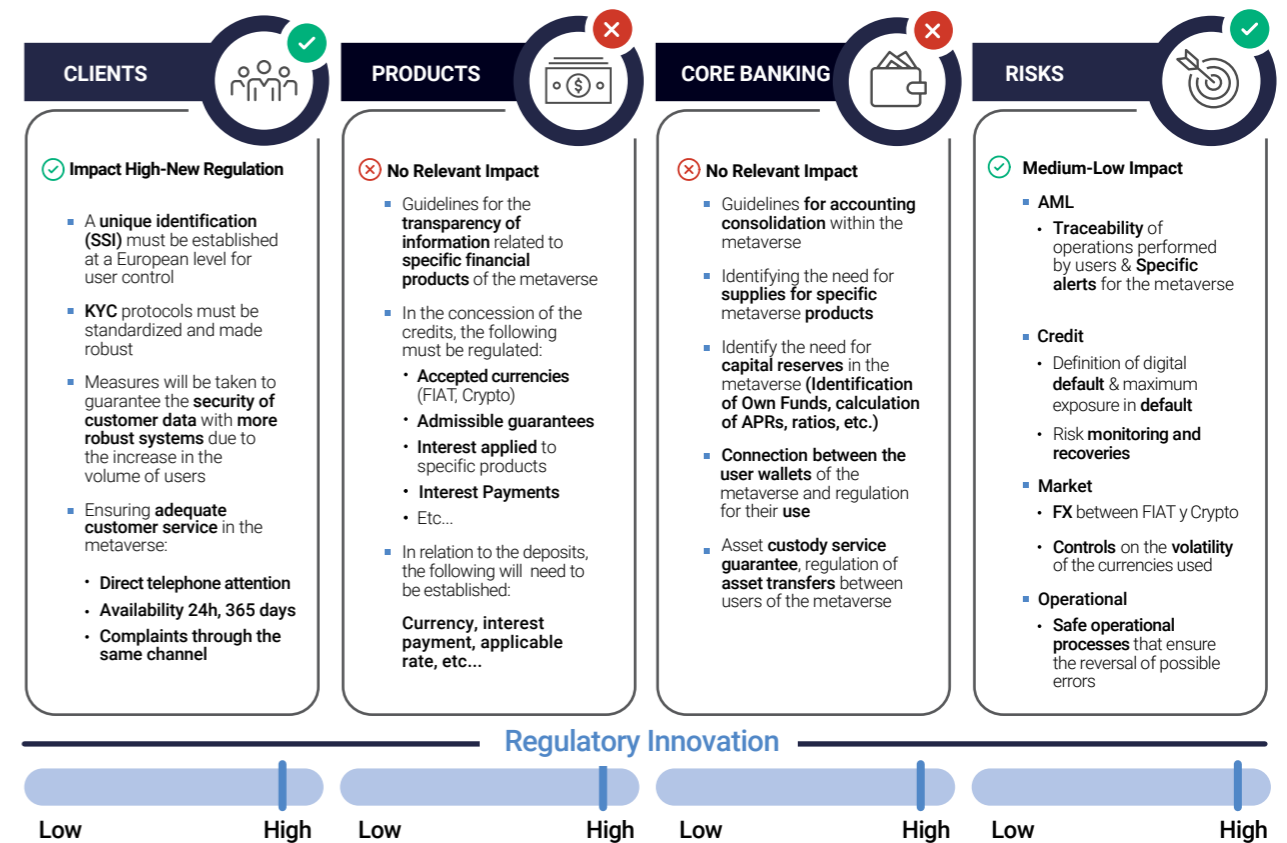 CLIENTS
Impact High-New Regulation
A unique identification
(SSI) must be established
at a European level for
user control
KYC protocols must be
standardized and made
robust
Measures will be taken to
guarantee the security of
customer data with more
robust systems due to
the increase in the
volume of users
Ensuring adequate
customer service in the
metaverse:
Direct telephone attention
Availability 24h, 365 days
Complaints through the
same channel
PRODUCTS
No Relevant Impact
Guidelines for the
transparency of
information related to
specific financial
products of the metaverse
In the concession of the
credits, the following
must be regulated:
Accepted currencies
(FIAT, Crypto)
Admissible guarantees
Interest applied to
specific products
Interest Payments
Etc...
In relation to the deposits,
the following will need to
be established:
Currency, interest
payment, applicable
rate, etc...
CORE BANKING
No Relevant Impact
Guidelines for accounting
consolidation within the
metaverse
Identifying the need for
supplies for specific
metaverse products
Identify the need for
capital reserves in the
metaverse (Identification
of Own Funds, calculation
of APRs, ratios, etc.)
Connection between the
user wallets of the
metaverse and regulation
for their use
Asset custody service
guarantee, regulation of
asset transfers between
users of the metaverse
RISKS
Medium-Low Impact
AML
Traceability of
operations performed
by users & Specific
alerts for the metaverse
Credit
Definition of digital
default & maximum
exposure in default
Risk monitoring and
recoveries
Market
FX between FIAT y Crypto
Controls on the volatility
of the currencies used
Operational
Safe operational
processes that ensure
the reversal of possible
errors
Regulatory Innovation
Low High
Low High
Low High
Low High